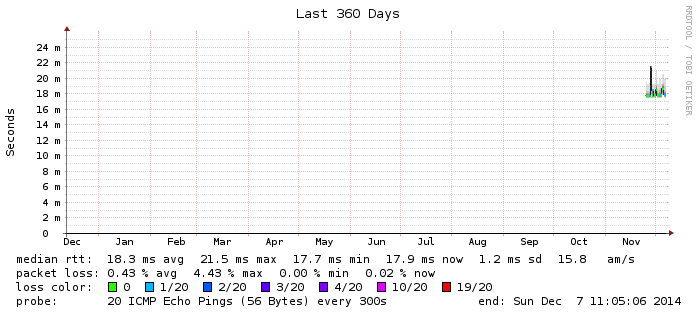 Last 360 Days
RRDTOOL / TOBI OETIKER
Seconds
24 m
22 m
20 m
18 m
16 m
14 m
12 m
10 m
8 m
6 m
4 m
2 m
0
Dec Jan Feb Mar Apr May Jun Jul Aug Sep Oct Nov
median rtt: 18.3 ms avg 21.5 ms max 17.7 ms min 17.9 ms now 1.2 ms sd 15.8 am/s
packet loss: 0.43 % avg 4.43 % max 0.00 % min 0.02 % now
loss color: 0 1/20 2/20 3/20 4/20 10/20 19/20
probe: 20 ICMP Echo Pings (56 Bytes) every 300s end: Sun Dec 7 11:05:06 2014